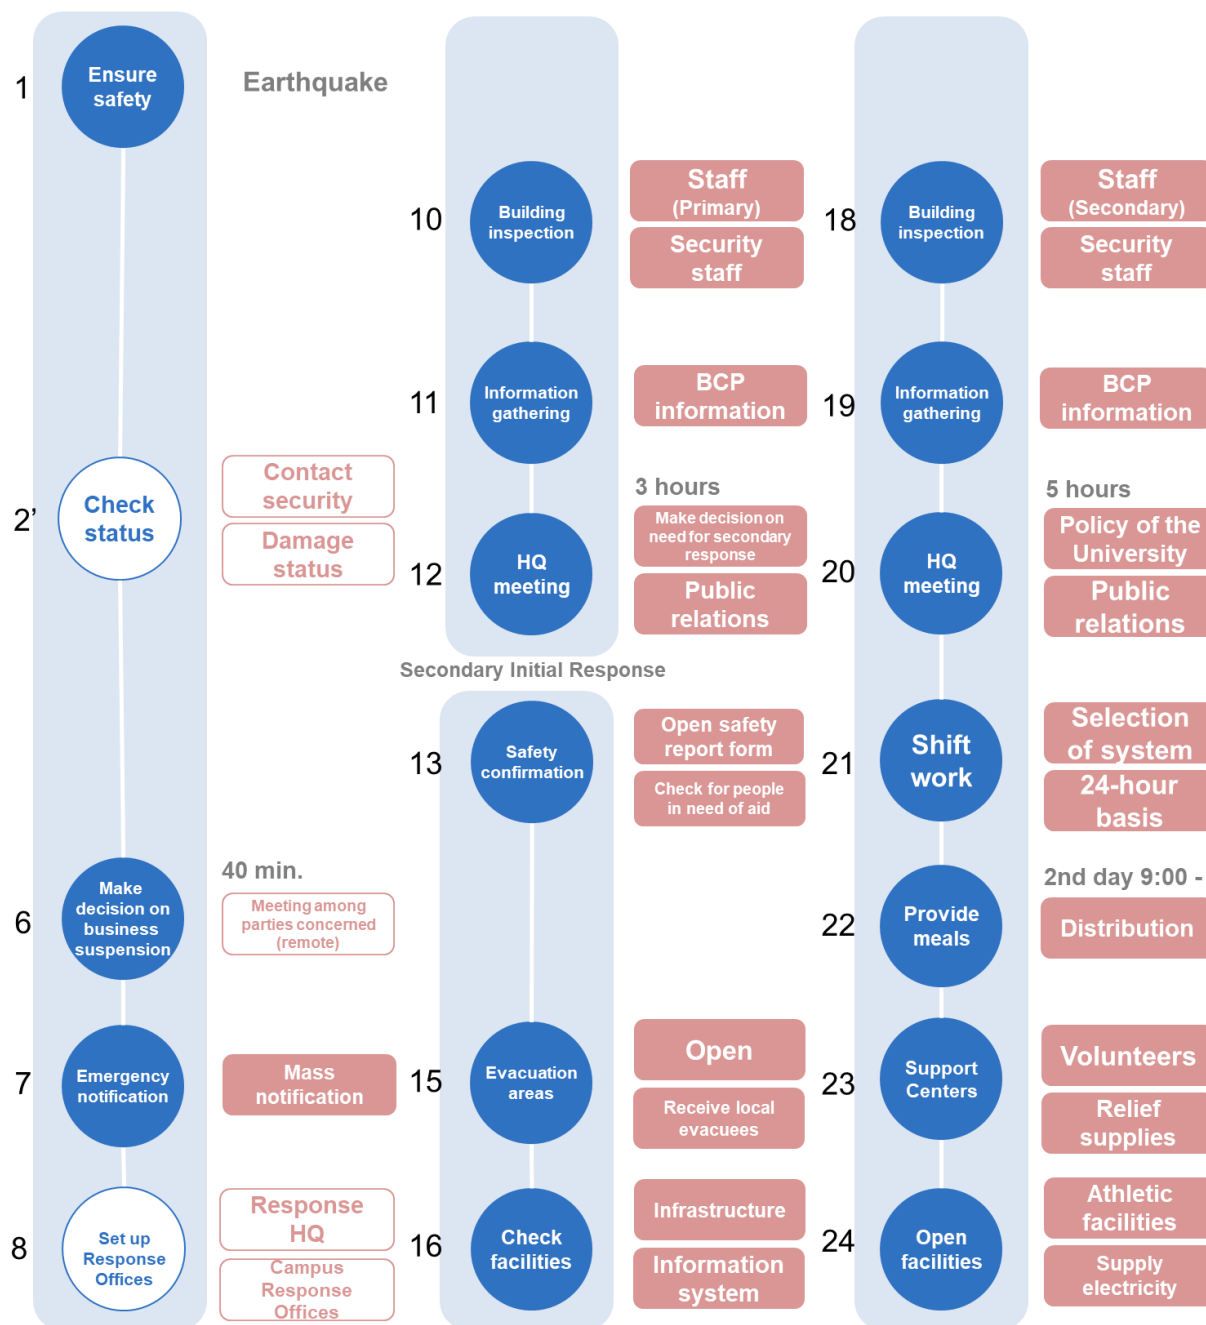 1
Ensure
safety
Earthquake
2’
Check
status
Contact
security
Damage
status
6
Make
decision on
business
suspension
40 min.
Meeting among
parties concerned
(remote)
7
Emergency
notification
Mass
notification
8
Set up
Response
Offices
Response
HQ
Campus
Response
Offices
10
Building
inspection
Staff
(Primary)
Security
staff
11
Information
gathering
BCP
information
12
HQ
meeting
3 hours
Make decision on
need for secondary
response
Public
relations
Secondary Initial Response
13
Safety
confirmation
Open safety
report form
Check for people
in need of aid
15
Evacuation
areas
Open
Receive local
evacuees
16
Check
facilities
Infrastructure
Information
system
18
Building
inspection
Staff
(Secondary)
Security
staff
19
Information
gathering
BCP
information
20
HQ
meeting
5 hours
Policy of the
University
Public
relations
21
Shift
work
Selection
of system
24-hour
basis
22
Provide
meals
2nd day 9:00 -
Distribution
23
Support
Centers
Volunteers
Relief
supplies
24
Open
facilities
Athletic
facilities
Supply
electricity